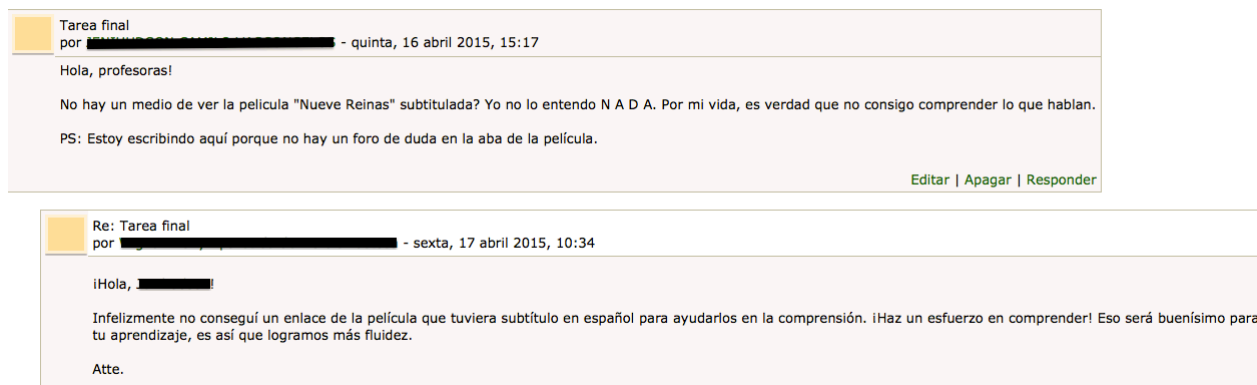 Tarea final
por - quinta, 16 abril 2015, 15:17
Hola, profesoras!
No hay un medio de ver la pelicula "Nueve Reinas" subtitulada? Yo no lo entendo N A D A. Por mi vida, es verdad que no consigo comprender lo que hablan.
PS: Estoy escribindo aquí porque no hay un foro de duda en la aba de la película.
Editar | Apagar | Responder
Re: Tarea final
por - sexta, 17 abril 2015, 10:34
¡Hola, !
Infelizmente no conseguí un enlace de la película que tuviera subtítulo en español para ayudarlos en la comprensión. ¡Haz un esfuerzo en comprender! Eso será buenísimo para
tu aprendizaje, es así que logramos más fluidez.
Atte.